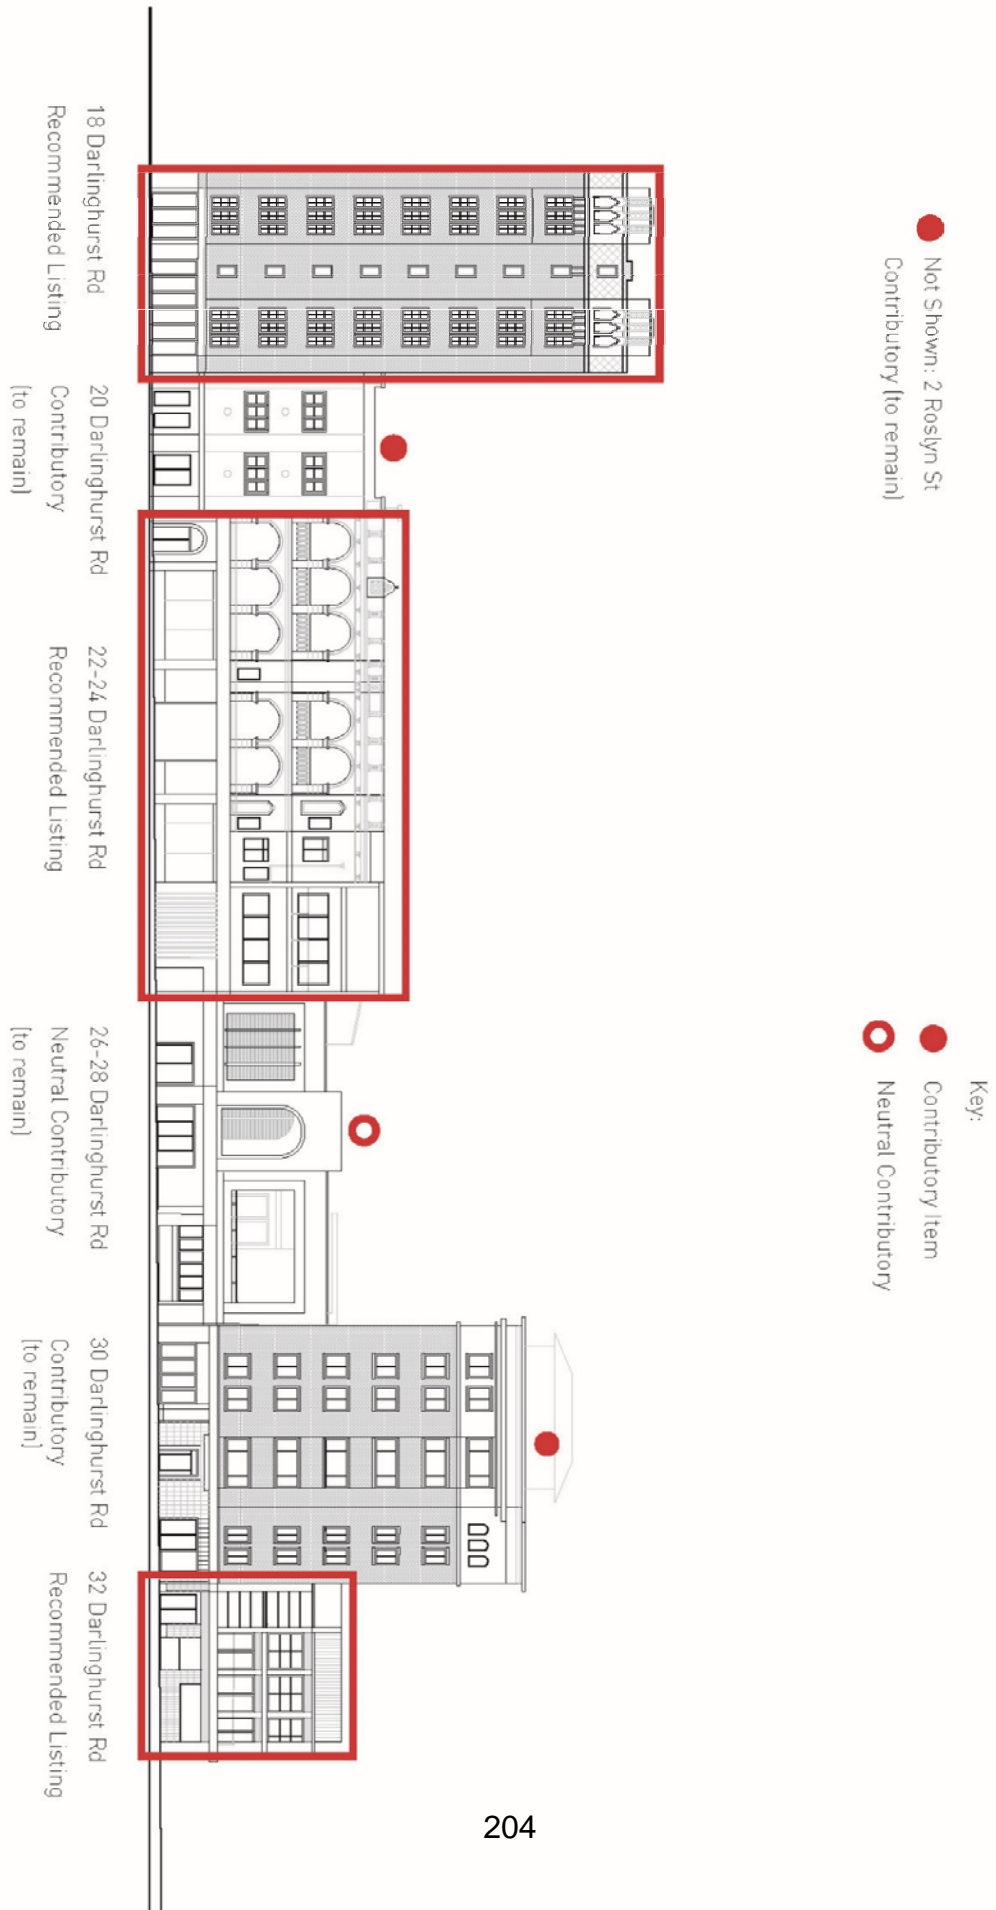 Not Shown: 2 Roslyn St
Contributory (to remain)
Key:
Contributory Item
Neutral Contributory
18 Darlinghurst Rd
Recommended Listing
20 Darlinghurst Rd
Contributory
(to remain)
22-24 Darlinghurst Rd
Recommended Listing
26-28 Darlinghurst Rd
Neutral Contributory
(to remain)
30 Darlinghurst Rd
Contributory
(to remain)
32 Darlinghurst Rd
Recommended Listing
204